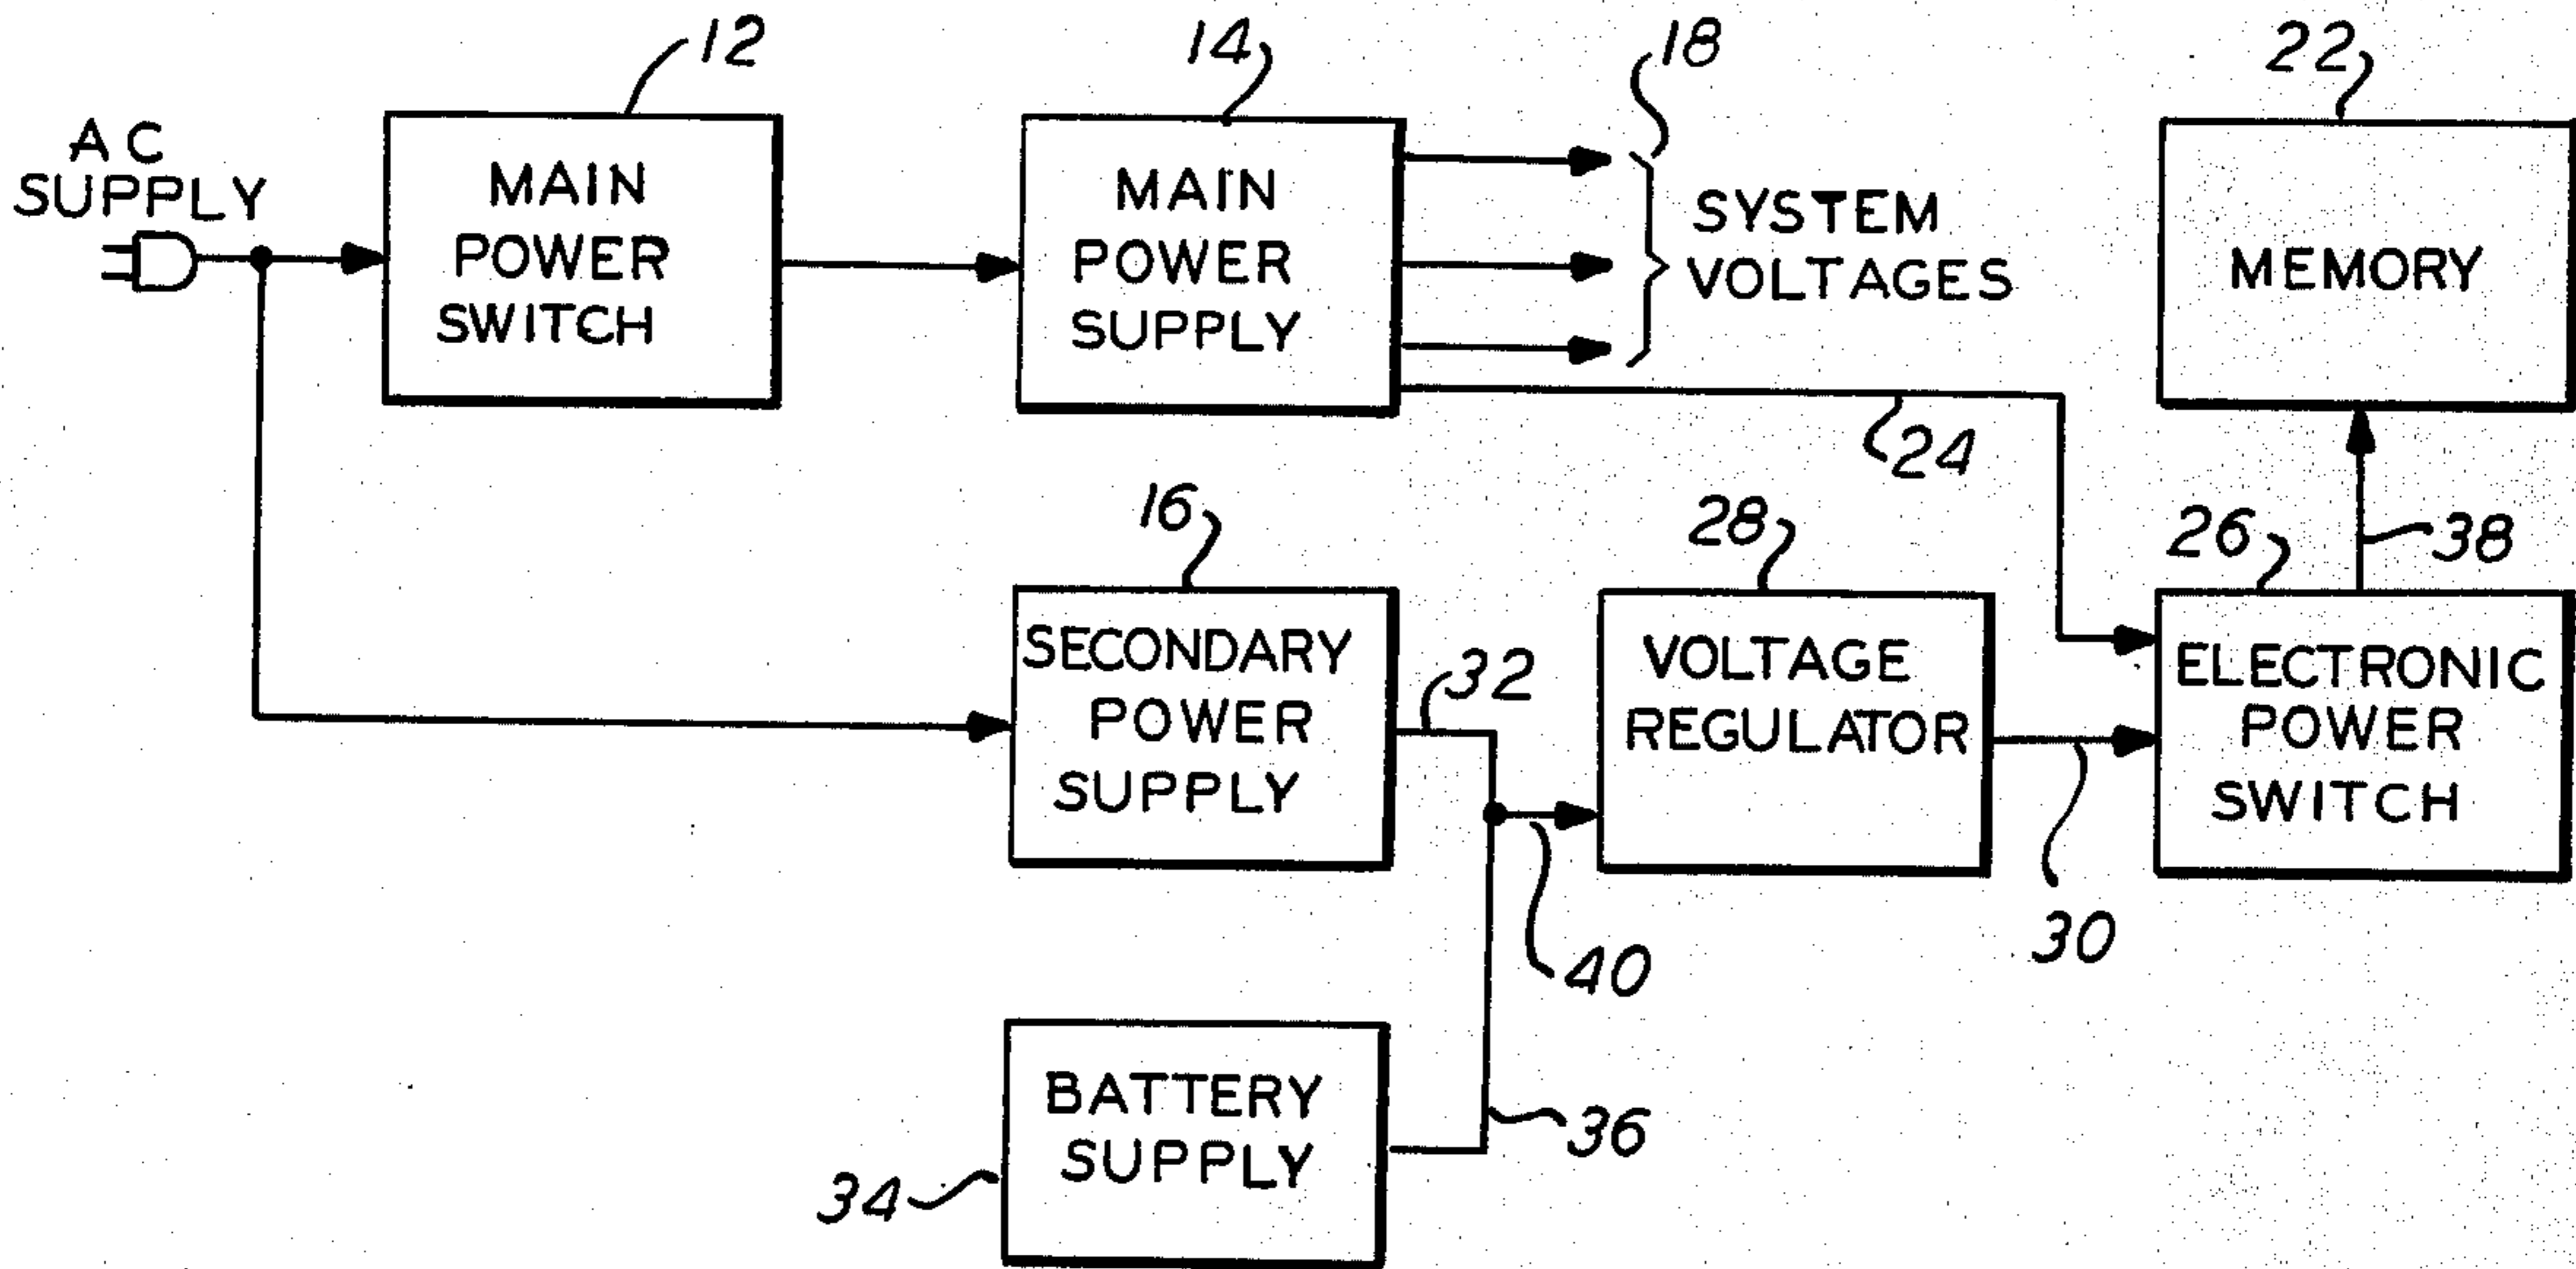 12
14
18
22
AC
SUPPLY
MAIN
POWER
SWITCH
MAIN
POWER
SUPPLY
SYSTEM
VOLTAGES
MEMORY
24
16
28
26
38
SECONDARY
POWER
SUPPLY
32
VOLTAGE
REGULATOR
ELECTRONIC
POWER
SWITCH
40
30
BATTERY
SUPPLY
36
34